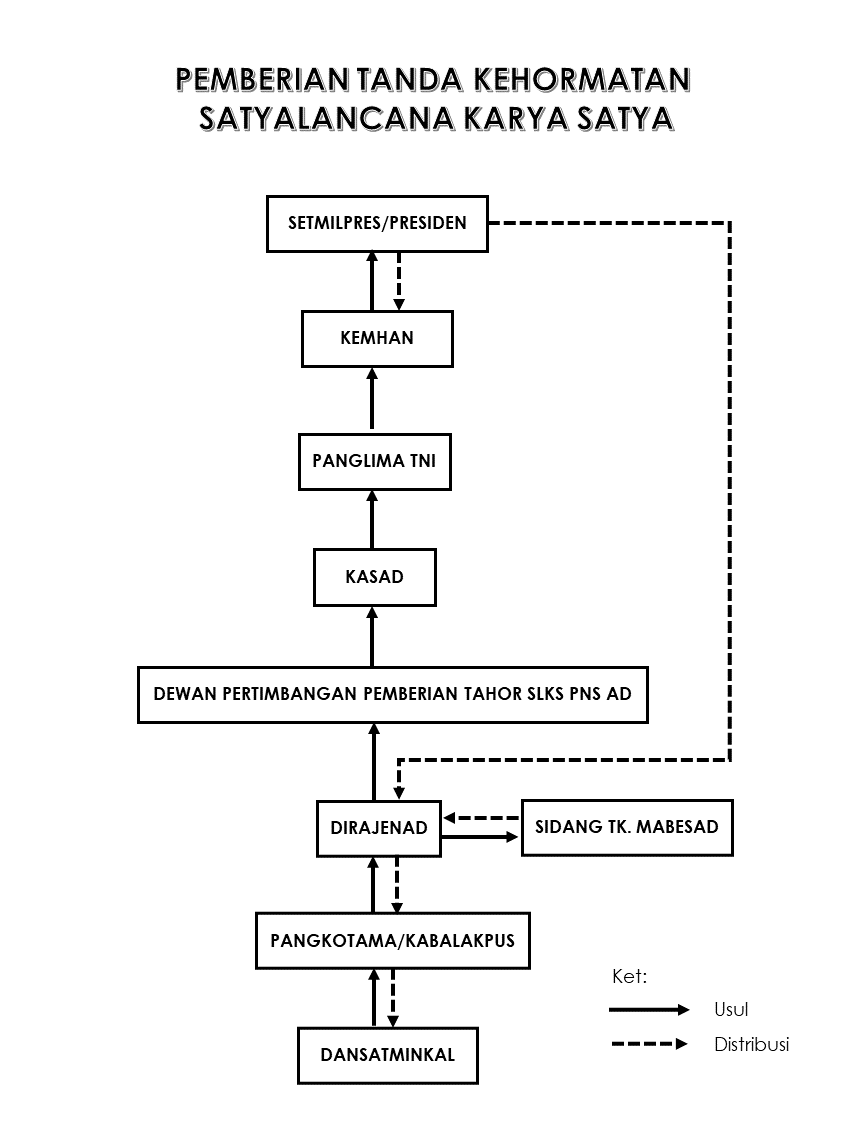 PEMBERIAN TANDA KEHORMATAN
SATYALANCANA KARYA SATYA
SETMILPRES/PRESIDEN
KEMHAN
PANGLIMA TNI
KASAD
DEWAN PERTIMBANGAN PEMBERIAN TAHOR SLKS PNS AD
DIRAJENAD
SIDANG TK. MABESAD
PANGKOTAMA/KABALAKPUS
DANSATMINKAL
Ket:
Usul
Distribusi